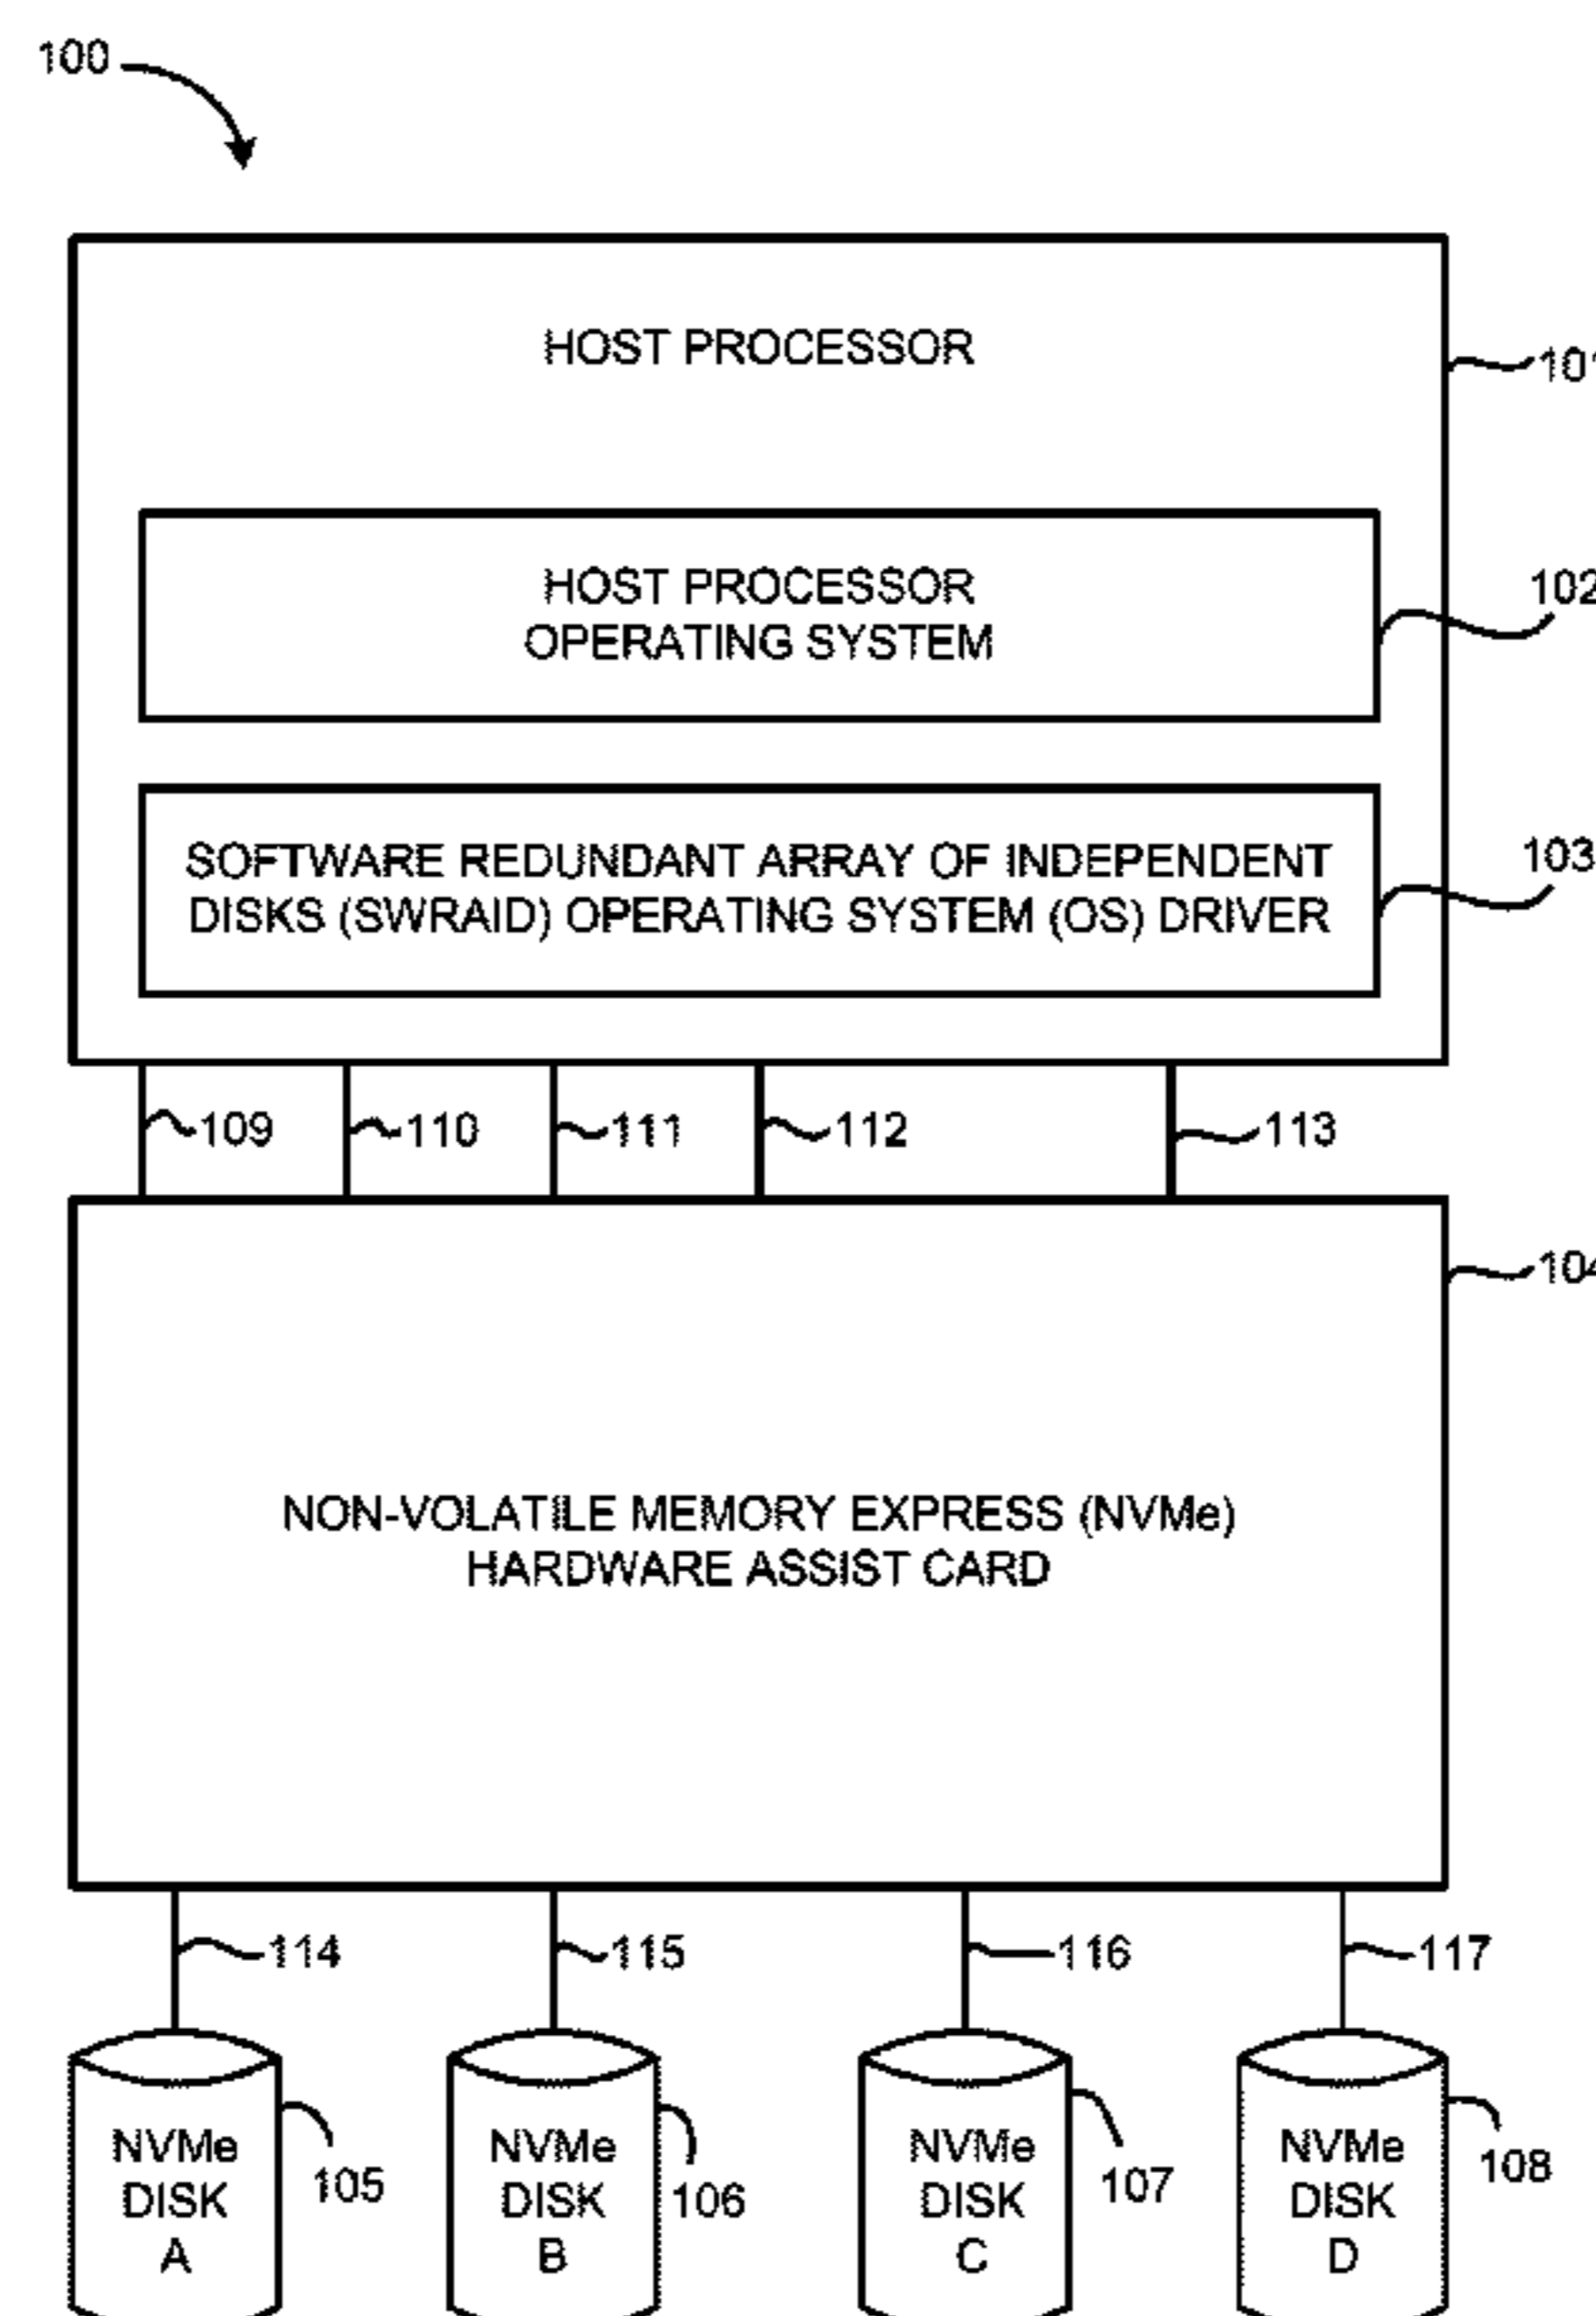 100
HOST PROCESSOR
101
HOST PROCESSOR
OPERATING SYSTEM
102
SOFTWARE REDUNDANT ARRAY OF INDEPENDENT
DISKS (SWRAID) OPERATING SYSTEM (OS) DRIVER
103
109
110
111
112
113
104
NON-VOLATILE MEMORY EXPRESS (NVMe)
HARDWARE ASSIST CARD
114
115
116
117
NVMe
DISK
A
105
NVMe
DISK
B
106
NVMe
DISK
C
107
NVMe
DISK
D
108